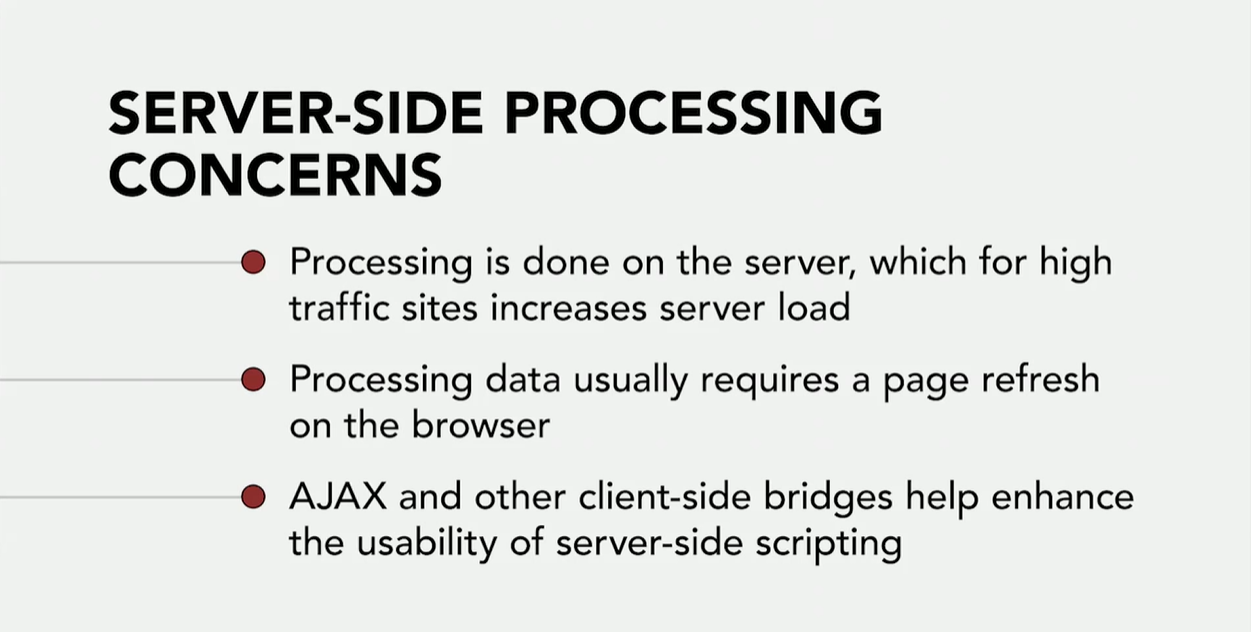 SERVER-SIDE PROCESSING
CONCERNS
Processing is done on the server, which for high
traffic sites increases server load
Processing data usually requires a page refresh
on the browser
AJAX and other client-side bridges help enhance
the usability of server-side scripting